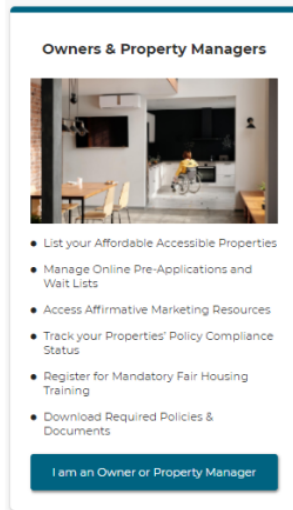 Owners & Property Managers
List your Affordable Accessible Properties
Manage Online Pre-Applications and
Wait Lists
Access Affirmative Marketing Resources
Track your Properties' Policy Compliance
Status
Register for Mandatory Fair Housing
Training
Download Required Policies &
Documents
I am an Owner or Property Manager